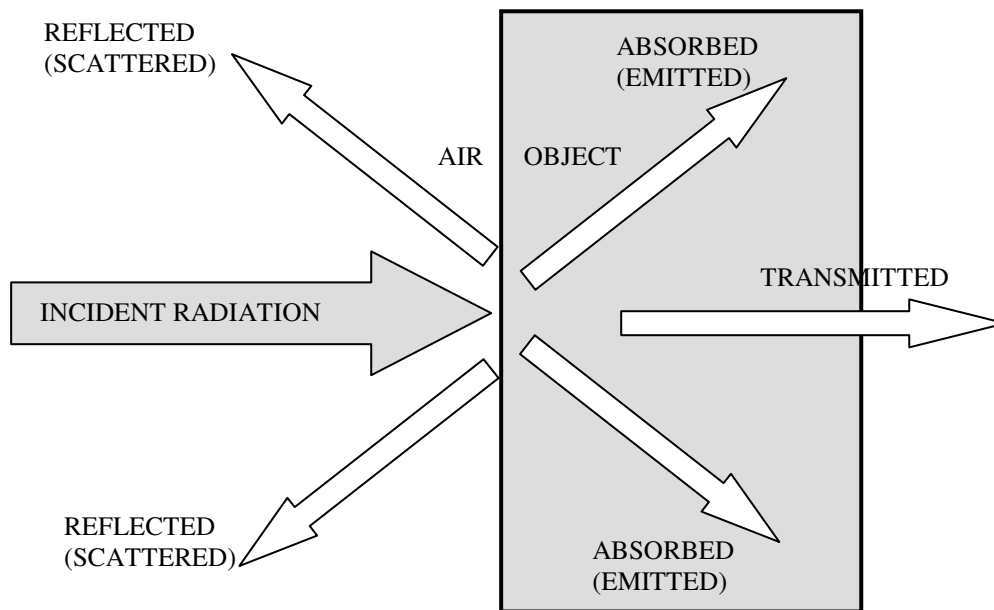 REFLECTED
(SCATTERED)
ABSORBED
(EMITTED)
AIR
OBJECT
TRANSMITTED
INCIDENT RADIATION
REFLECTED
(SCATTERED)
ABSORBED
(EMITTED)